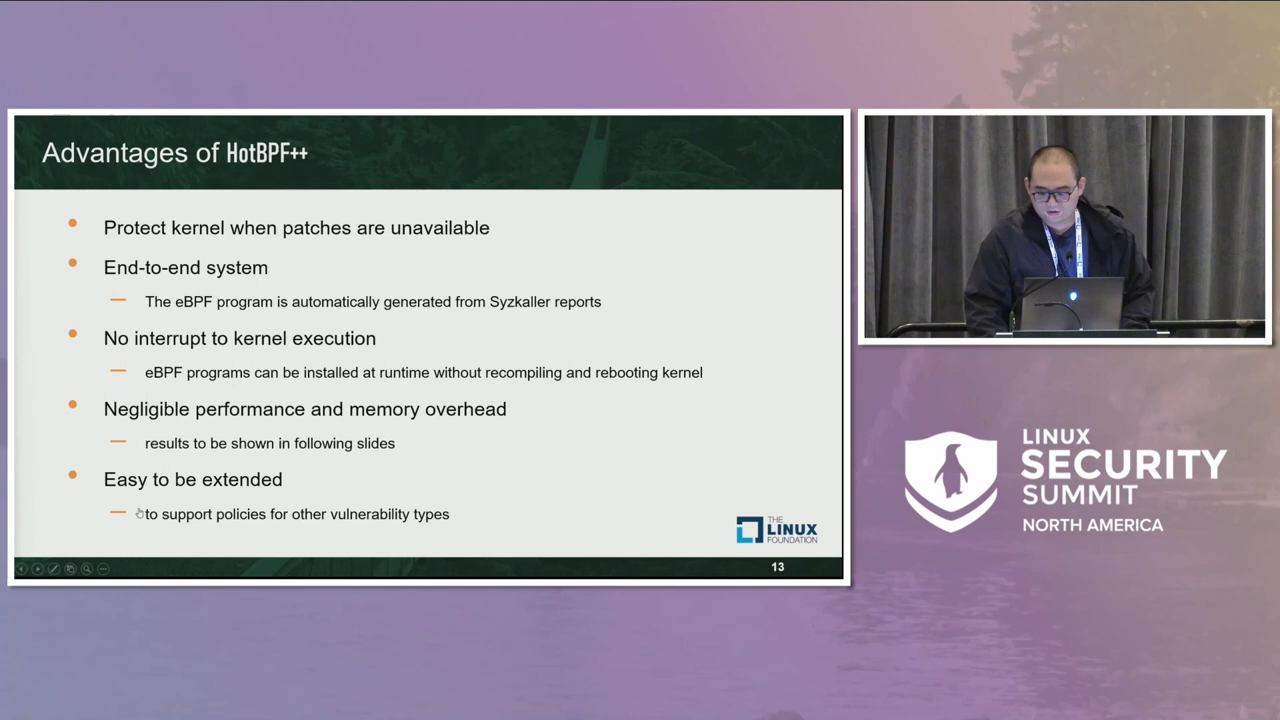 Advantages of HotBPF++
Protect kernel when patches are unavailable
End-to-end system
The eBPF program is automatically generated from Syzkaller reports
No interrupt to kernel execution
eBPF programs can be installed at runtime without recompiling and rebooting kernel
Negligible performance and memory overhead
results to be shown in following slides
Easy to be extended
to support policies for other vulnerability types
THE
LINUX
FOUNDATION
13
LINUX
SECURITY
SUMMIT
NORTH AMERICA